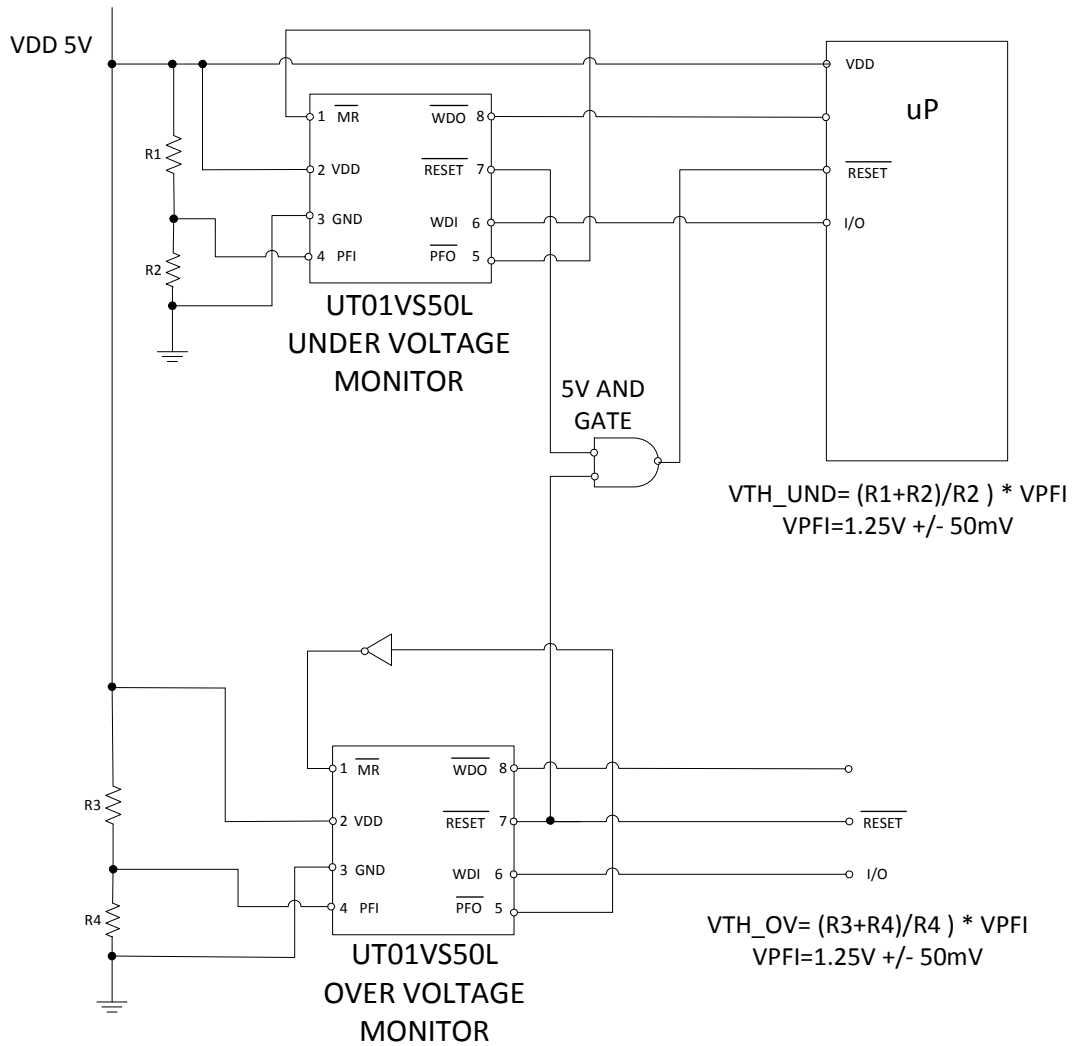 VDD 5V
R1
R2
1 MR
2 VDD
3 GND
4 PFI
WDO 8
RESET 7
WDI 6
PFO 5
UT01VS50L
UNDER VOLTAGE
MONITOR
VDD
uP
RESET
I/O
5V AND
GATE
VTH_UND= (R1+R2)/R2 ) * VPFI
VPFI=1.25V +/- 50mV
R3
R4
1 MR
2 VDD
3 GND
4 PFI
WDO 8
RESET 7
WDI 6
PFO 5
RESET
I/O
UT01VS50L
OVER VOLTAGE
MONITOR
VTH_OV= (R3+R4)/R4 ) * VPFI
VPFI=1.25V +/- 50mV